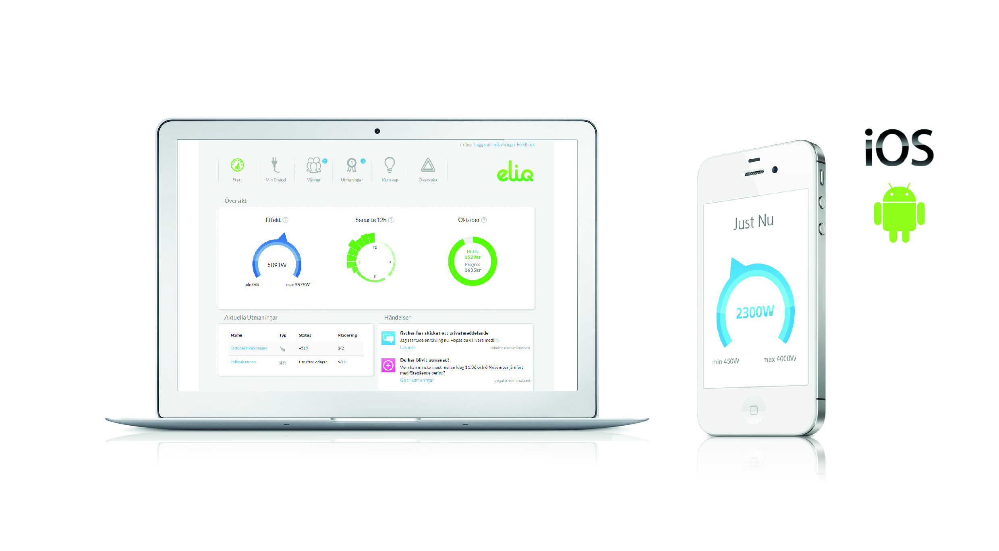 exibea Logga ut Inställningar Feedback
Start
Min Energi
Vänner
1
Utmaningar
1
Kunskap
Övervaka
eliq
Översikt
Effekt ?
5091W
min 0W max 9575W
Senaste 12h ?
12
9 3
6
Oktober ?
Hittils
1529kr
Prognos
1635kr
Aktuella Utmaningar
Namn Typ Status Placering
Oktoberminskningen +51% 2/2
Exibeakampen Ute efter 2 dagar 9/10
Händelser
fischer har skickat ett privatmeddelande
Jag startade en tävling nu. Hopas du vill vara med!! :)
Läs mer mindre än en minut sen
Du har blivit utmanad!
Vem kan minska mest mellan Idag 11:36 och 6 November jämfört
med föregående period?
Gå till utmaningar ungefär en minut sen
Just Nu
2300W
min 450W max 4000W
iOS